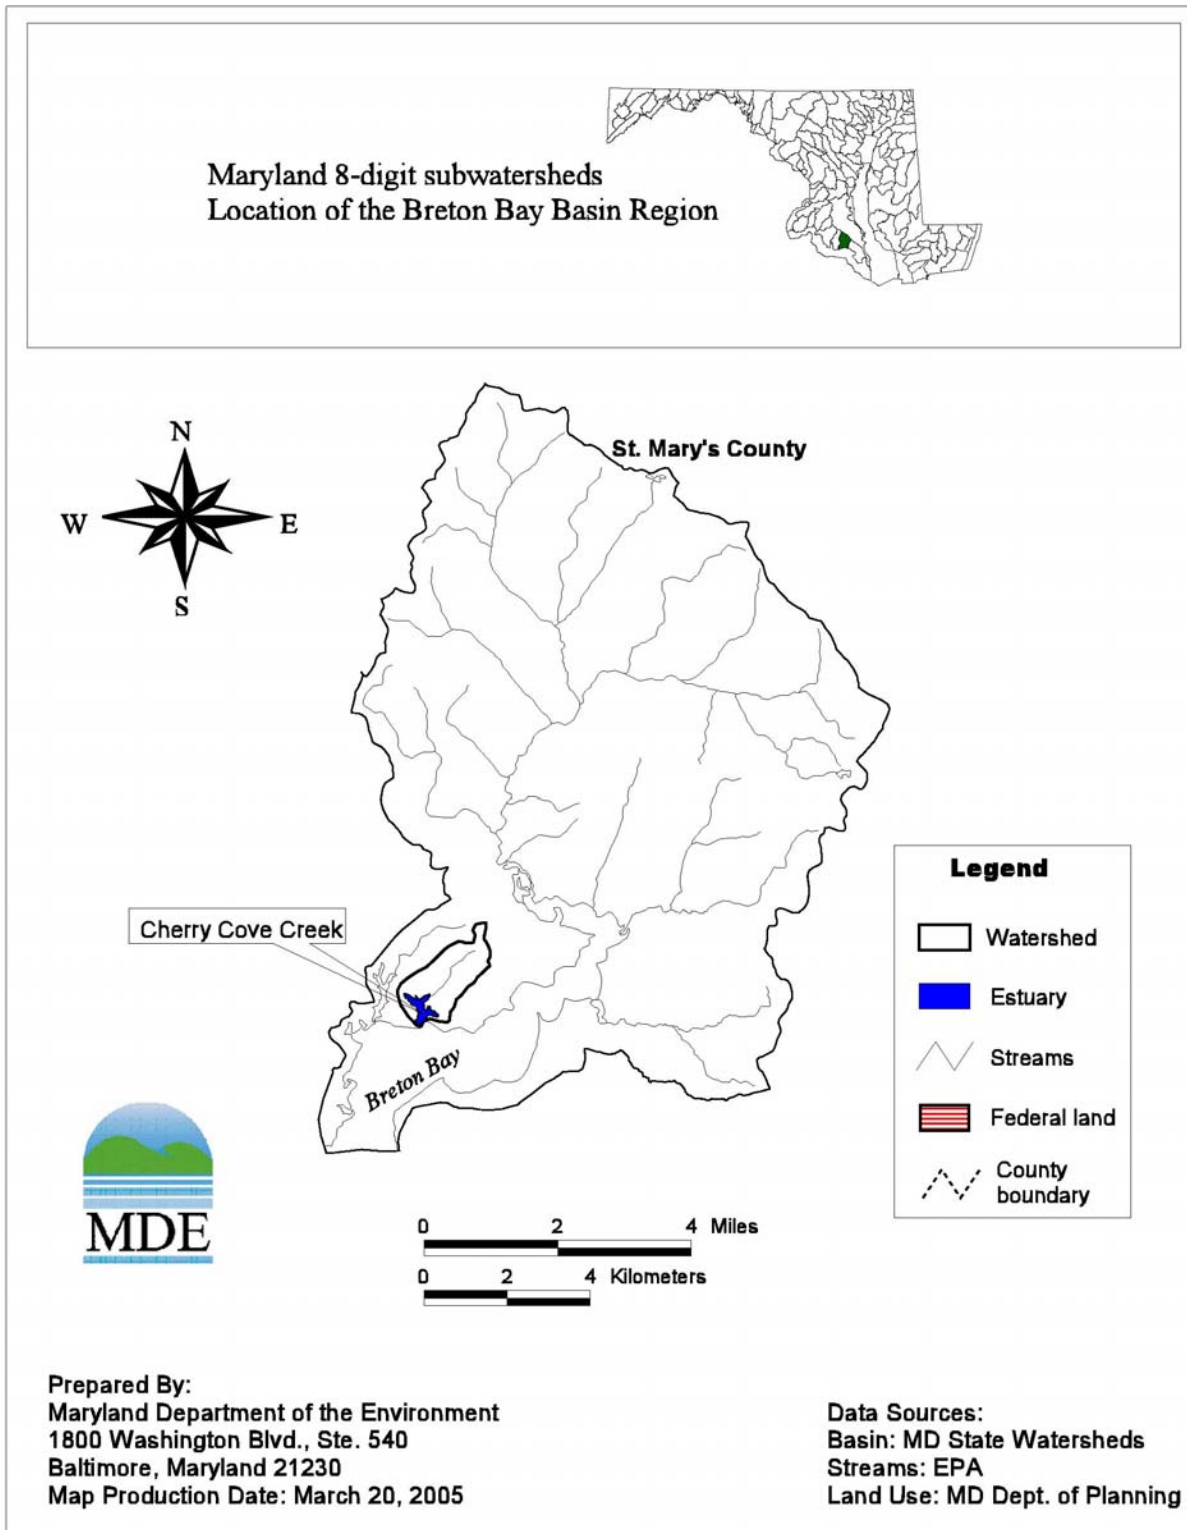 Maryland 8-digit subwatersheds
Location of the Breton Bay Basin Region
N
W
E
S
St. Mary's County
Cherry Cove Creek
Breton Bay
Legend
Watershed
Estuary
Streams
Federal land
County
boundary
MDE
0 2 4 Miles
0 2 4 Kilometers
Prepared By:
Maryland Department of the Environment
1800 Washington Blvd., Ste. 540
Baltimore, Maryland 21230
Map Production Date: March 20, 2005
Data Sources:
Basin: MD State Watersheds
Streams: EPA
Land Use: MD Dept. of Planning